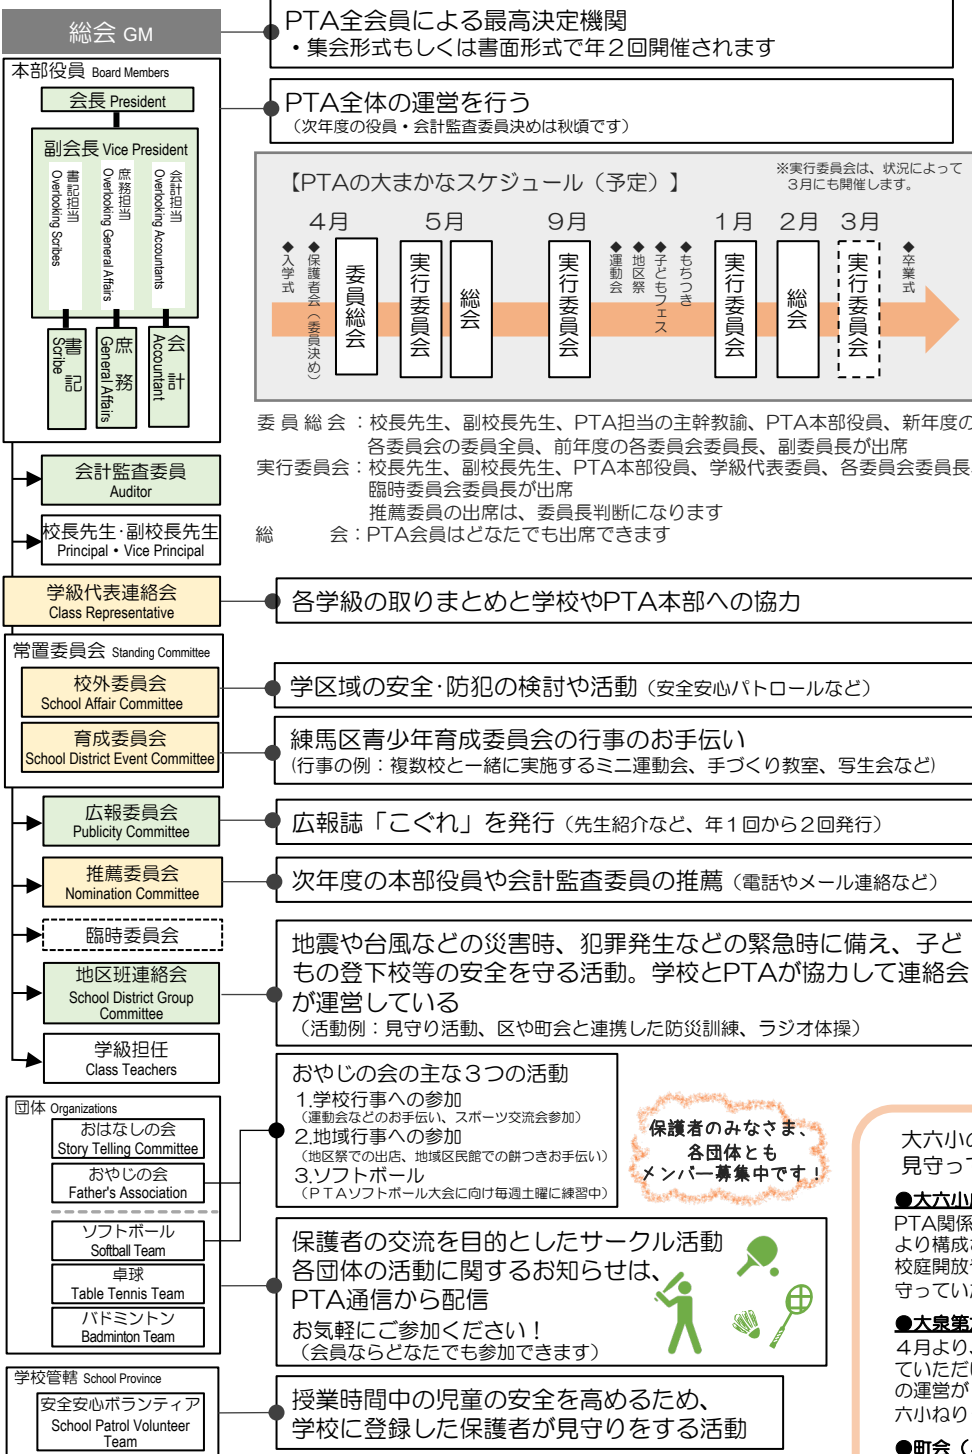 総会 GM
PTA全会員による最高決定機関
・集会形式もしくは書面形式で年2回開催されます
本部役員 Board Members
会長 President
PTA全体の運営を行う
（次年度の役員・会計監査委員決めは秋頃です）
副会長 Vice President
書記担当
Overlooking Scribes
庶務担当
Overlooking General Affairs
会計担当
Overlooking Accountants
書記
Scribe
庶務
General Affairs
会計
Accountant
【PTAの大まかなスケジュール（予定）】
※実行委員会は、状況によって
3月にも開催します。
4月
5月
9月
1月
2月
3月
◆入学式
◆保護者会（委員決め）
委員総会
実行委員会
総会
実行委員会
◆運動会
◆地区祭
◆子どもフェス
◆もちつき
実行委員会
総会
実行委員会
◆卒業式
委員総会：校長先生、副校長先生、PTA担当の主幹教諭、PTA本部役員、新年度の
各委員会の委員全員、前年度の各委員会委員長、副委員長が出席
実行委員会：校長先生、副校長先生、PTA本部役員、学級代表委員、各委員会委員長、
臨時委員会委員長が出席
推薦委員の出席は、委員長判断になります
総 会：PTA会員はどなたでも出席できます
会計監査委員
Auditor
校長先生・副校長先生
Principal・Vice Principal
学級代表連絡会
Class Representative
各学級の取りまとめと学校やPTA本部への協力
常置委員会 Standing Committee
校外委員会
School Affair Committee
学区域の安全・防犯の検討や活動（安全安心パトロールなど）
育成委員会
School District Event Committee
練馬区青少年育成委員会の行事のお手伝い
(行事の例：複数校と一緒に実施するミニ運動会、手づくり教室、写生会など)
広報委員会
Publicity Committee
広報誌「こぐれ」を発行（先生紹介など、年1回から2回発行）
推薦委員会
Nomination Committee
次年度の本部役員や会計監査委員の推薦（電話やメール連絡など）
臨時委員会
地区班連絡会
School District Group
Committee
地震や台風などの災害時、犯罪発生などの緊急時に備え、子ど
もの登下校等の安全を守る活動。学校とPTAが協力して連絡会
が運営している
（活動例：見守り活動、区や町会と連携した防災訓練、ラジオ体操）
学級担任
Class Teachers
団体 Organizations
おはなしの会
Story Telling Committee
おやじの会
Father's Association
ソフトボール
Softball Team
卓球
Table Tennis Team
バドミントン
Badminton Team
おやじの会の主な3つの活動
1.学校行事への参加
（運動会などのお手伝い、スポーツ交流会参加）
2.地域行事への参加
（地区祭での出店、地域区民館での餅つきお手伝い）
3.ソフトボール
（PTAソフトボール大会に向け毎週土曜に練習中）
保護者のみなさま、
各団体とも
メンバー募集中です！
保護者の交流を目的としたサークル活動
各団体の活動に関するお知らせは、
PTA通信から配信
お気軽にご参加ください！
（会員ならどなたでも参加できます）
学校管轄 School Province
安全安心ボランティア
School Patrol Volunteer
Team
授業時間中の児童の安全を高めるため、
学校に登録した保護者が見守りをする活動
大六小の
見守って
●大六小
PTA関係
より構成
校庭開放
守ってい
●大泉第
4月より、
ていただい
の運営が
六小ねり
●町会（